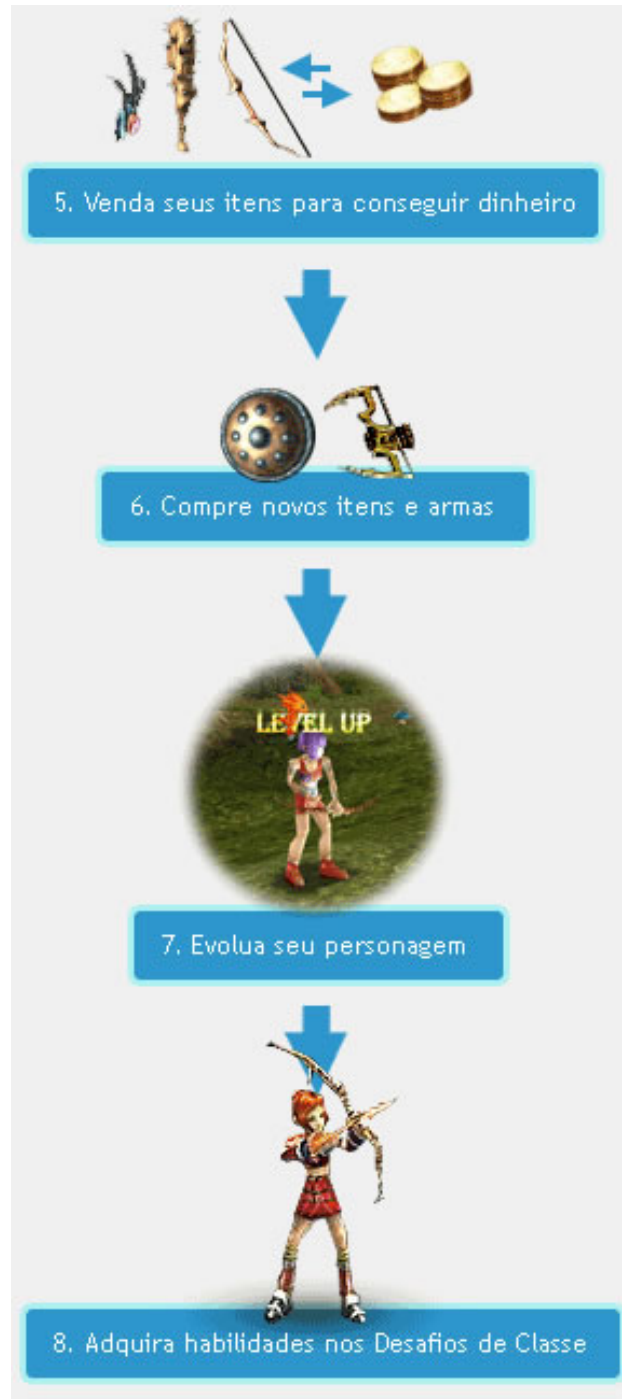 5. Venda seus itens para conseguir dinheiro
6. Compre novos itens e armas
LEVEL UP
7. Evolua seu personagem
8. Adquira habilidades nos Desafios de Classe